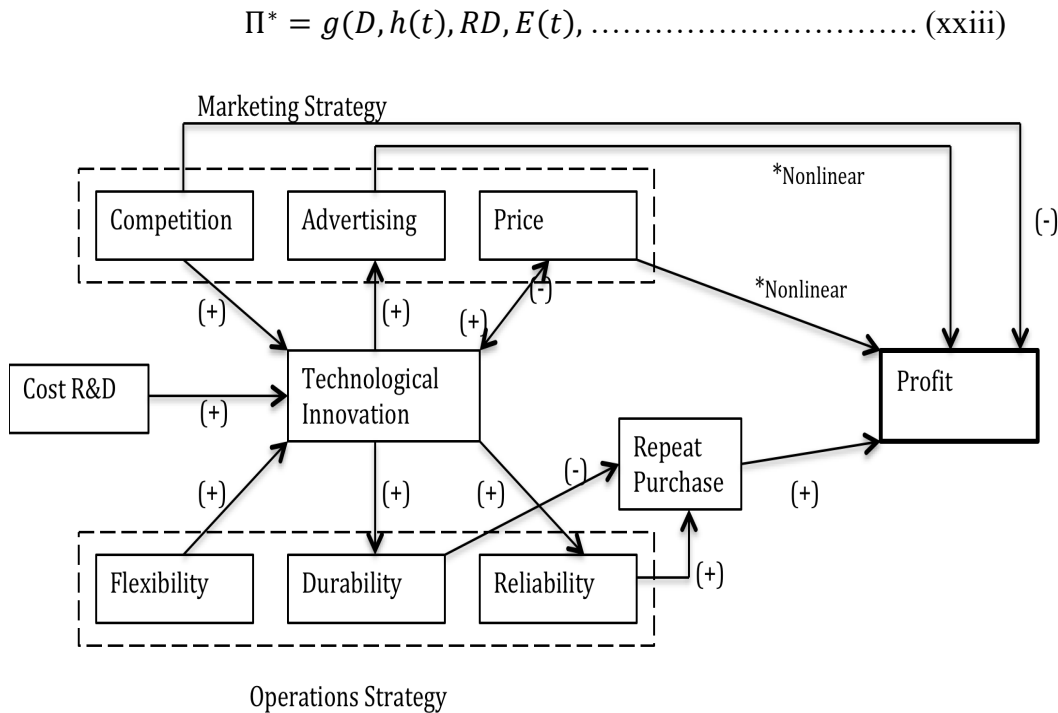 Π* = g(D, h(t), RD, E(t), ................................. (xxiii)
Marketing Strategy
*Nonlinear
Competition
Advertising
Price
(-)
*Nonlinear
(-)
(+)
(+)
(+)
Technological
Innovation
Cost R&D
Profit
(+)
Repeat
Purchase
(+)
(+)
(+)
(-)
(+)
Flexibility
Durability
Reliability
(+)
Operations Strategy